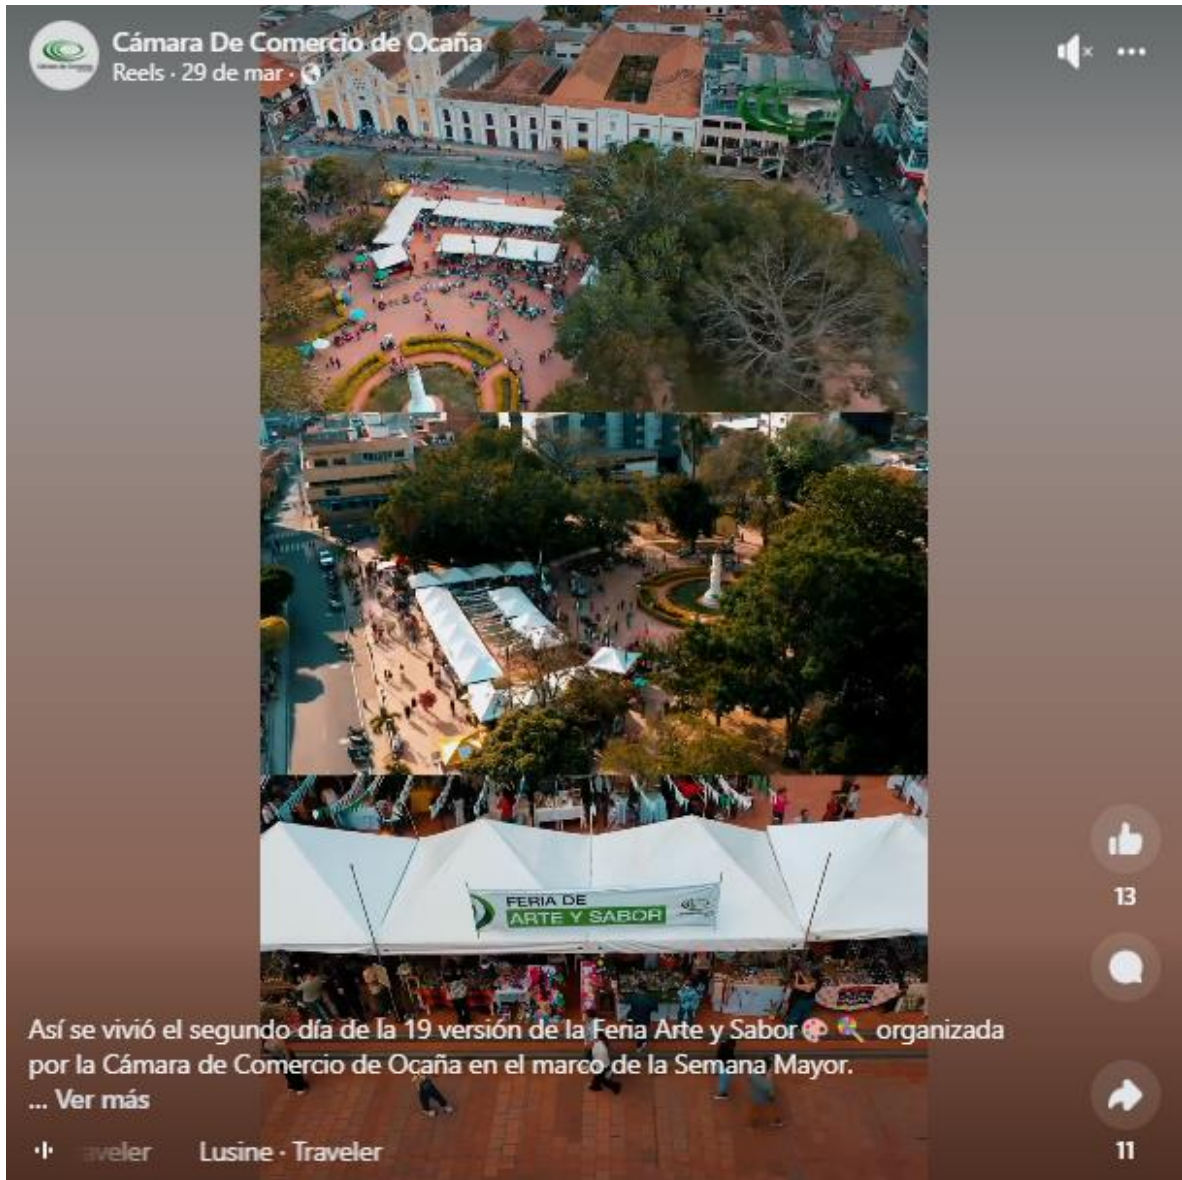 Cámara De Comercio de Ocaña
Reels · 29 de mar ·
FERIA DE
ARTE Y SABOR
13
Así se vivió el segundo día de la 19 versión de la Feria Arte y Sabor🎨🍭 organizada
por la Cámara de Comercio de Ocaña en el marco de la Semana Mayor.
... Ver más
aveler Lusine · Traveler
11